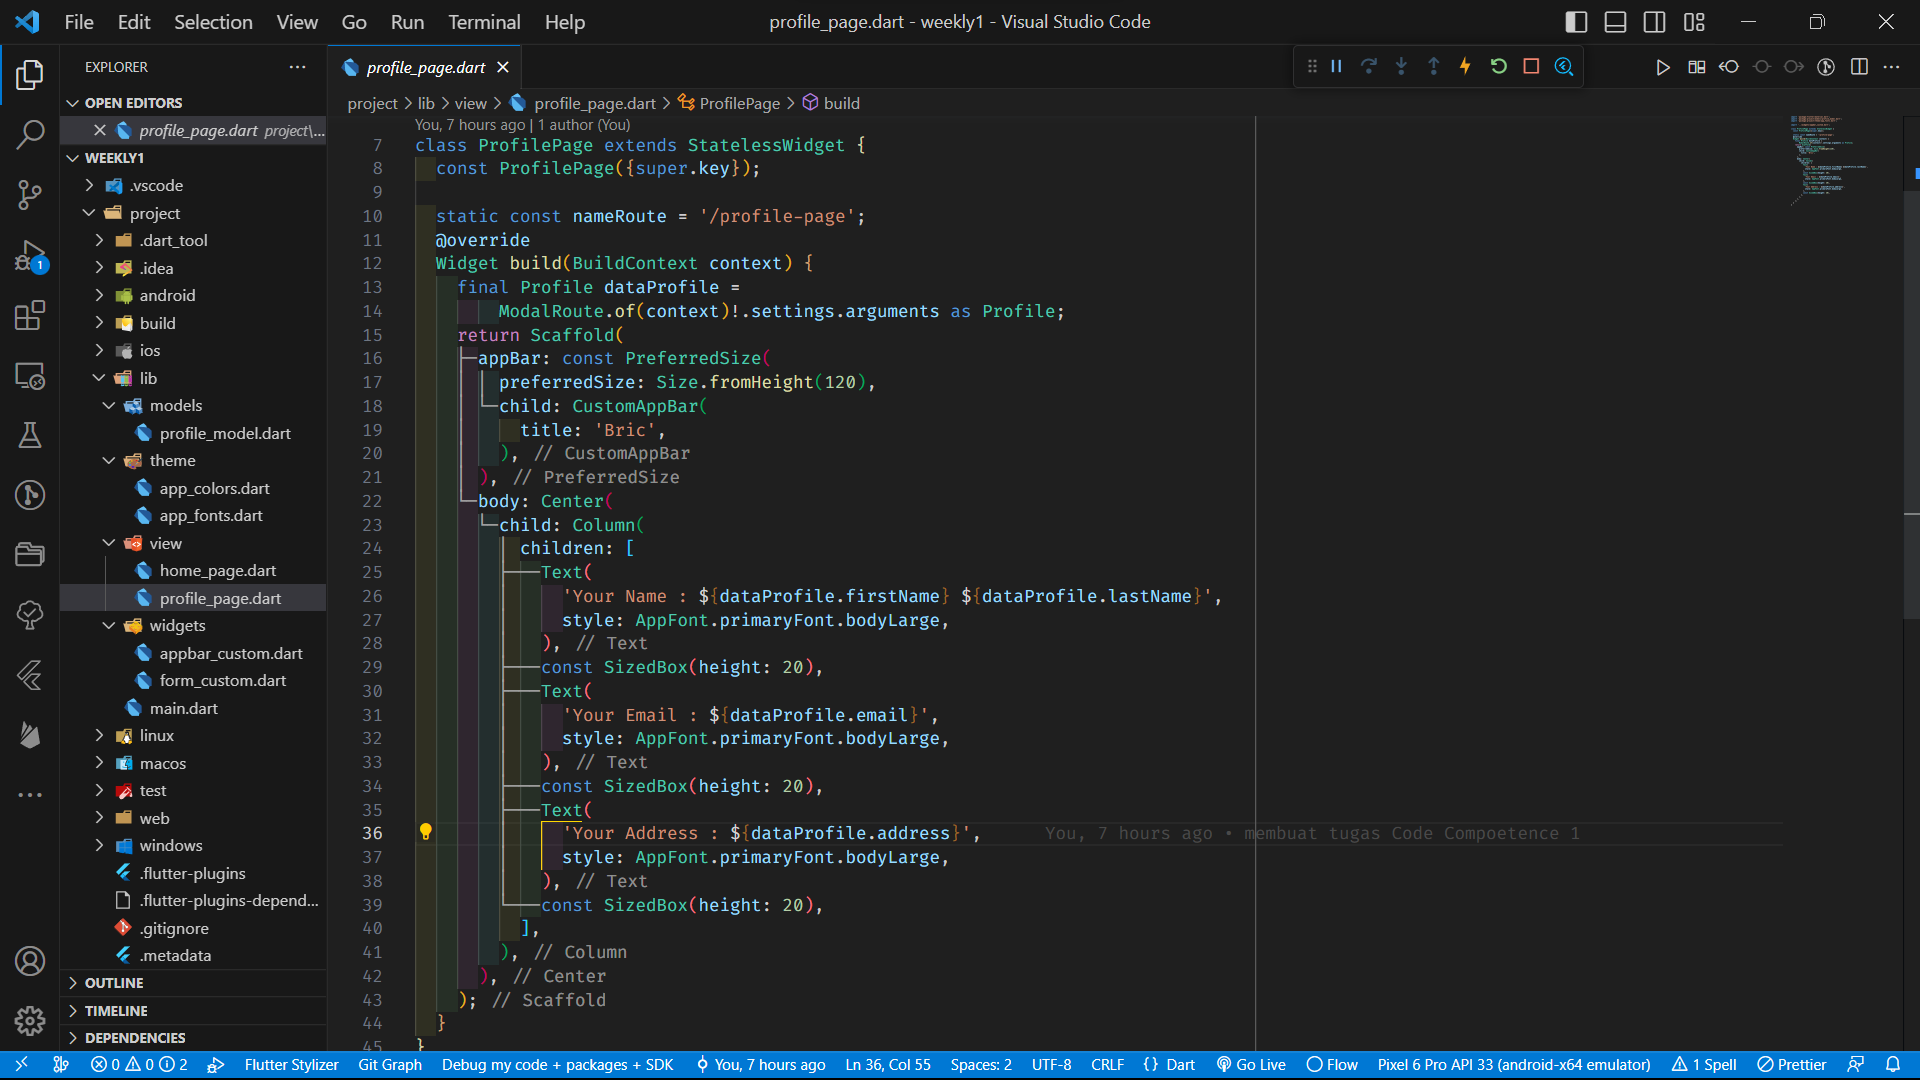 File Edit Selection View Go Run Terminal Help
profile_page.dart - weekly1 - Visual Studio Code
EXPLORER
OPEN EDITORS
profile_page.dart project\...
WEEKLY1
.vscode
project
.dart_tool
.idea
android
build
ios
lib
models
profile_model.dart
theme
app_colors.dart
app_fonts.dart
view
home_page.dart
profile_page.dart
widgets
appbar_custom.dart
form_custom.dart
main.dart
linux
macos
test
web
windows
.flutter-plugins
.flutter-plugins-depend...
.gitignore
.metadata
OUTLINE
TIMELINE
DEPENDENCIES
1
profile_page.dart
project > lib > view > profile_page.dart > ProfilePage > build
You, 7 hours ago | 1 author (You)
7 class ProfilePage extends StatelessWidget {
8 const ProfilePage({super.key});
9
10 static const nameRoute = '/profile-page';
11 @override
12 Widget build(BuildContext context) {
13 final Profile dataProfile =
14 ModalRoute.of(context)!.settings.arguments as Profile;
15 return Scaffold(
16 appBar: const PreferredSize(
17 preferredSize: Size.fromHeight(120),
18 child: CustomAppBar(
19 title: 'Bric',
20 ), // CustomAppBar
21 ), // PreferredSize
22 body: Center(
23 child: Column(
24 children: [
25 Text(
26 'Your Name : ${dataProfile.firstName} ${dataProfile.lastName}',
27 style: AppFont.primaryFont.bodyLarge,
28 ), // Text
29 const SizedBox(height: 20),
30 Text(
31 'Your Email : ${dataProfile.email}',
32 style: AppFont.primaryFont.bodyLarge,
33 ), // Text
34 const SizedBox(height: 20),
35 Text(
36 'Your Address : ${dataProfile.address}', You, 7 hours ago • membuat tugas Code Compoetence 1
37 style: AppFont.primaryFont.bodyLarge,
38 ), // Text
39 const SizedBox(height: 20),
40 ],
41 ), // Column
42 ), // Center
43 ); // Scaffold
44 }
45 }
0 0 2 Flutter Stylizer Git Graph Debug my code + packages + SDK You, 7 hours ago Ln 36, Col 55 Spaces: 2 UTF-8 CRLF {} Dart Go Live Flow Pixel 6 Pro API 33 (android-x64 emulator) 1 Spell Prettier